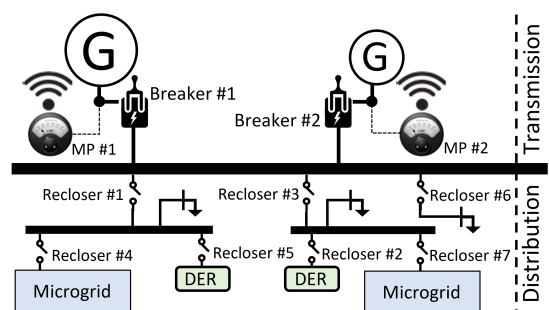 G
G
Breaker #1
Breaker #2
MP #1
MP #2
Transmission
Recloser #1
Recloser #3
Recloser #6
Recloser #4
Recloser #5
Recloser #2
Recloser #7
DER
DER
Microgrid
Microgrid
Distribution